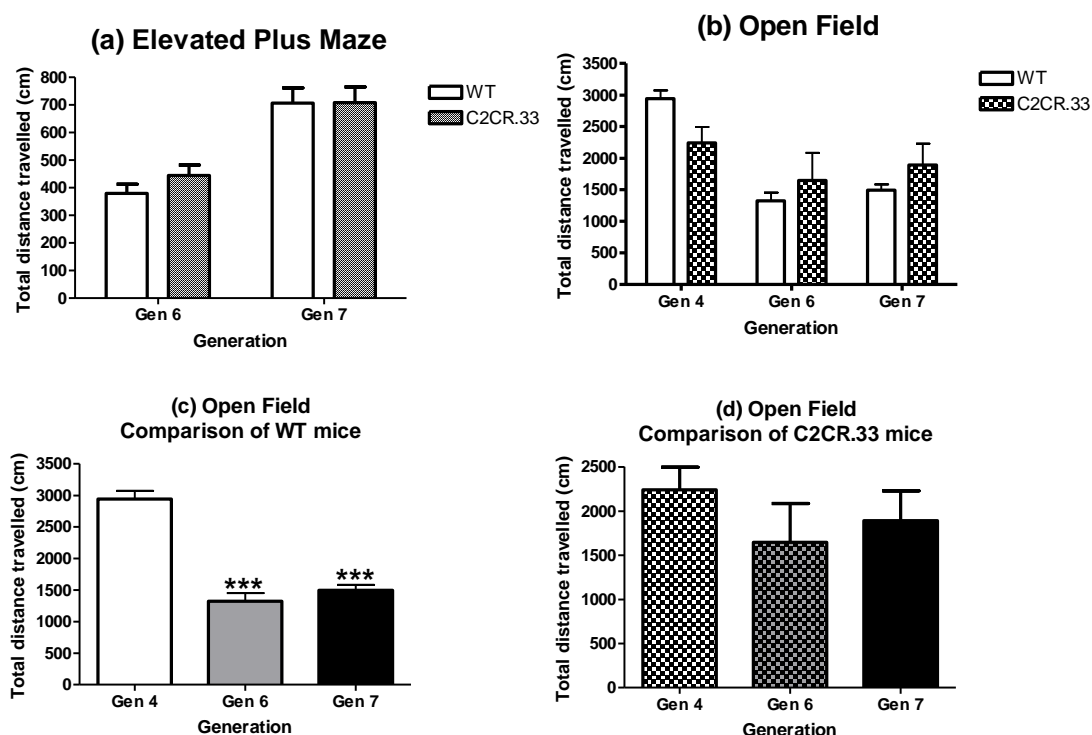 (a) Elevated Plus Maze
Total distance travelled (cm)
800
700
600
500
400
300
200
100
0
Gen 6
Gen 7
Generation
WT
C2CR.33
(b) Open Field
Total distance travelled (cm)
3500
3000
2500
2000
1500
1000
500
0
Gen 4
Gen 6
Gen 7
Generation
WT
C2CR.33
(c) Open Field
Comparison of WT mice
Total distance travelled (cm)
3500
3000
2500
2000
1500
1000
500
0
***
***
Gen 4
Gen 6
Gen 7
Generation
(d) Open Field
Comparison of C2CR.33 mice
Total distance travelled (cm)
2500
2000
1500
1000
500
0
Gen 4
Gen 6
Gen 7
Generation